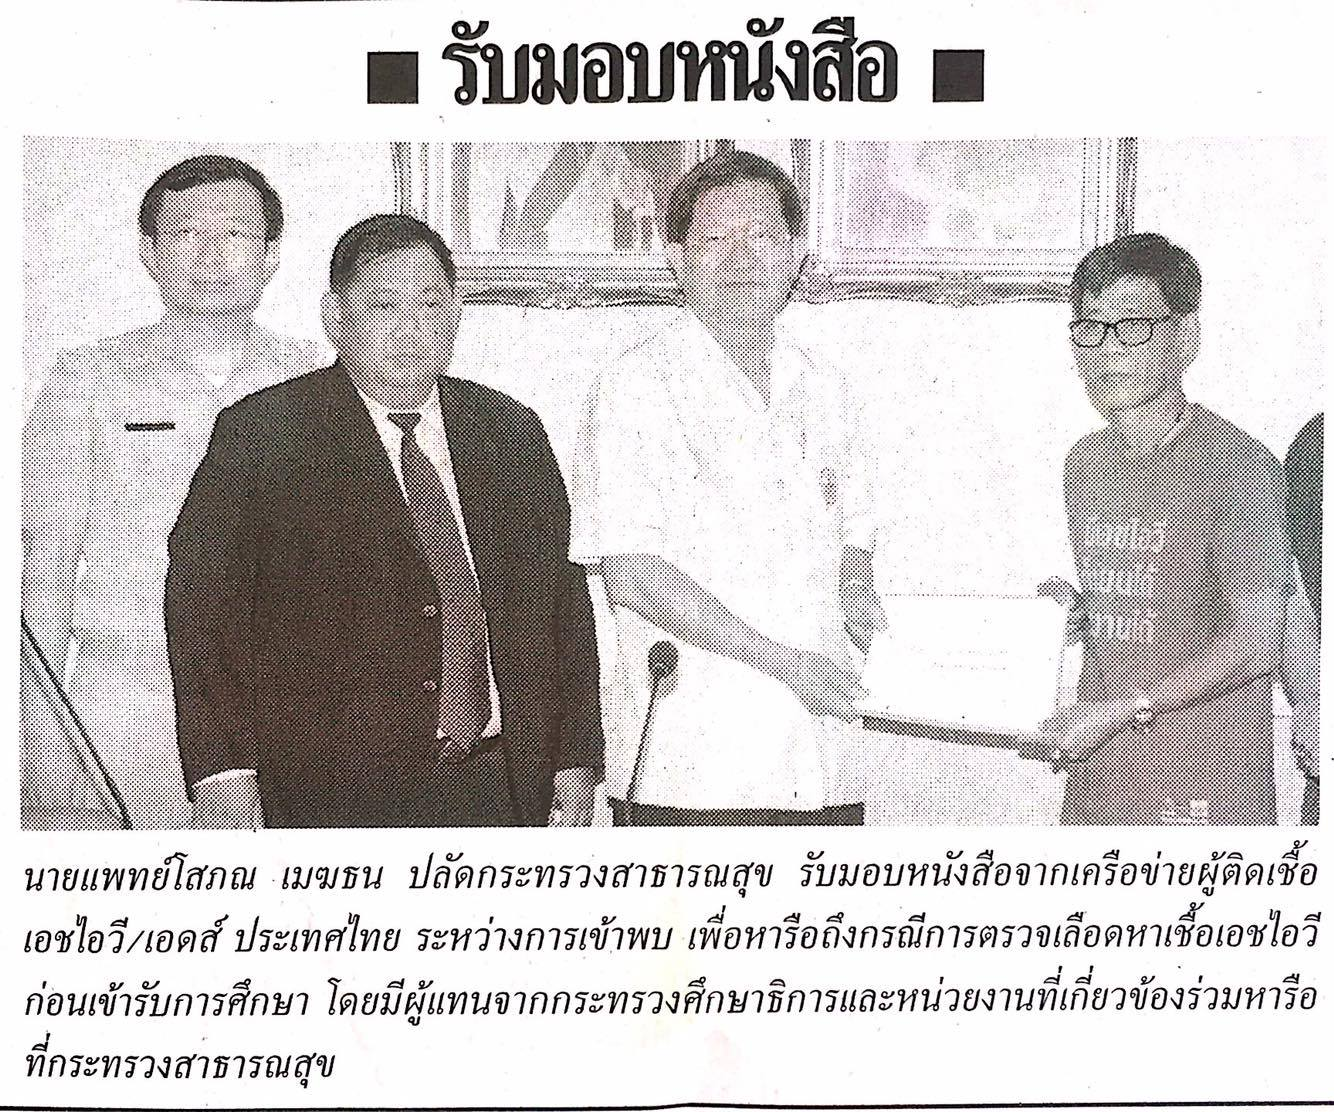 ■ รับมอบหนังสือ ■
นายแพทย์โสภณ เมฆธน ปลัดกระทรวงสาธารณสุข รับมอบหนังสือจากเครือข่ายผู้ติดเชื้อ
เอชไอวี/เอดส์ ประเทศไทย ระหว่างการเข้าพบ เพื่อหารือถึงกรณีการตรวจเลือดหาเชื้อเอชไอวี
ก่อนเข้ารับการศึกษา โดยมีผู้แทนจากกระทรวงศึกษาธิการและหน่วยงานที่เกี่ยวข้องร่วมหารือ
ที่กระทรวงสาธารณสุข